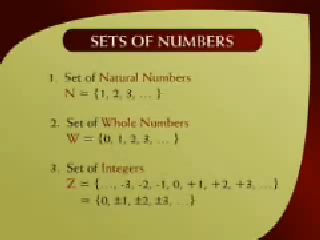 SETS OF NUMBERS
1. Set of Natural Numbers
N = {1, 2, 3, ... }
2. Set of Whole Numbers
W = {0, 1, 2, 3, ... }
3. Set of Integers
Z = {..., -3, -2, -1, 0, +1, +2, +3, ...}
= {0, ±1, ±2, ±3, ...}